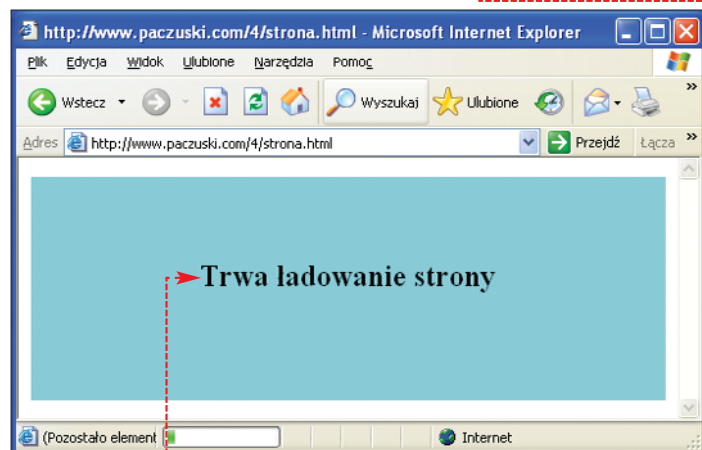 http://www.paczuski.com/4/strona.html - Microsoft Internet Explorer
Plik Edycja Widok Ulubione Narzędzia Pomoc
Wstecz Wyszukaj Ulubione »
Adres http://www.paczuski.com/4/strona.html Przejdź Łącza »
Trwa ładowanie strony
(Pozostało element Internet